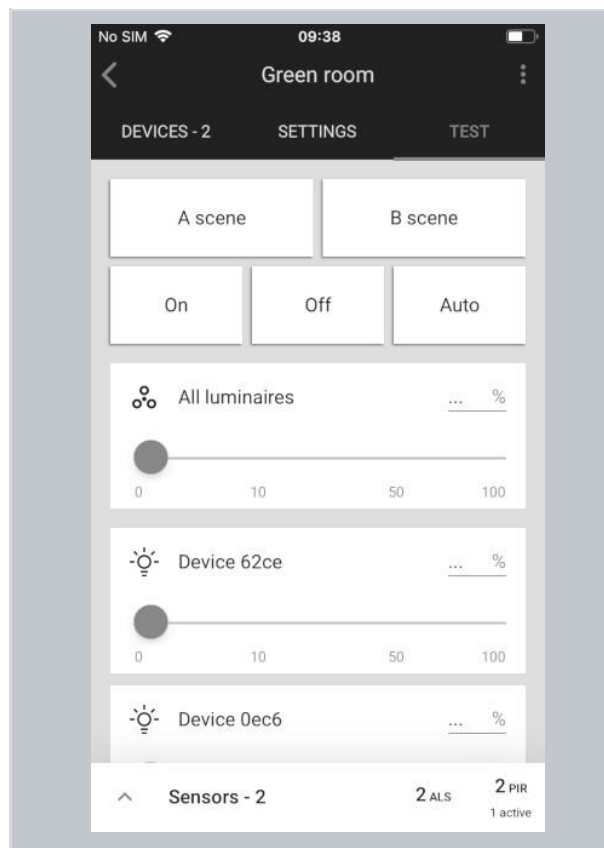 No SIM 09:38
Green room
DEVICES - 2 SETTINGS TEST
A scene B scene
On Off Auto
All luminaires ... %
0 10 50 100
Device 62ce ... %
0 10 50 100
Device 0ec6 ... %
Sensors - 2 2 ALS 2 PIR
1 active